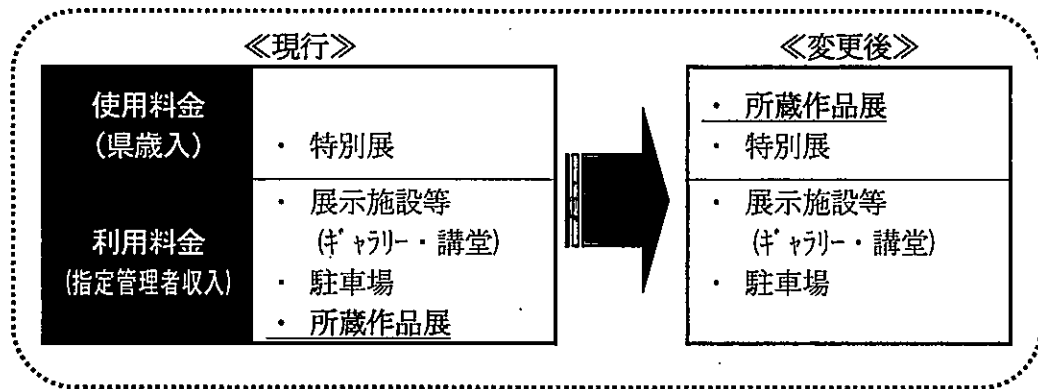 ≪現行≫
使用料金
(県歳入)
・ 特別展
利用料金
(指定管理者収入)
・ 展示施設等
(ギャラリー・講堂)
・ 駐車場
・ 所蔵作品展
≪変更後≫
・ 所蔵作品展
・ 特別展
・ 展示施設等
(ギャラリー・講堂)
・ 駐車場